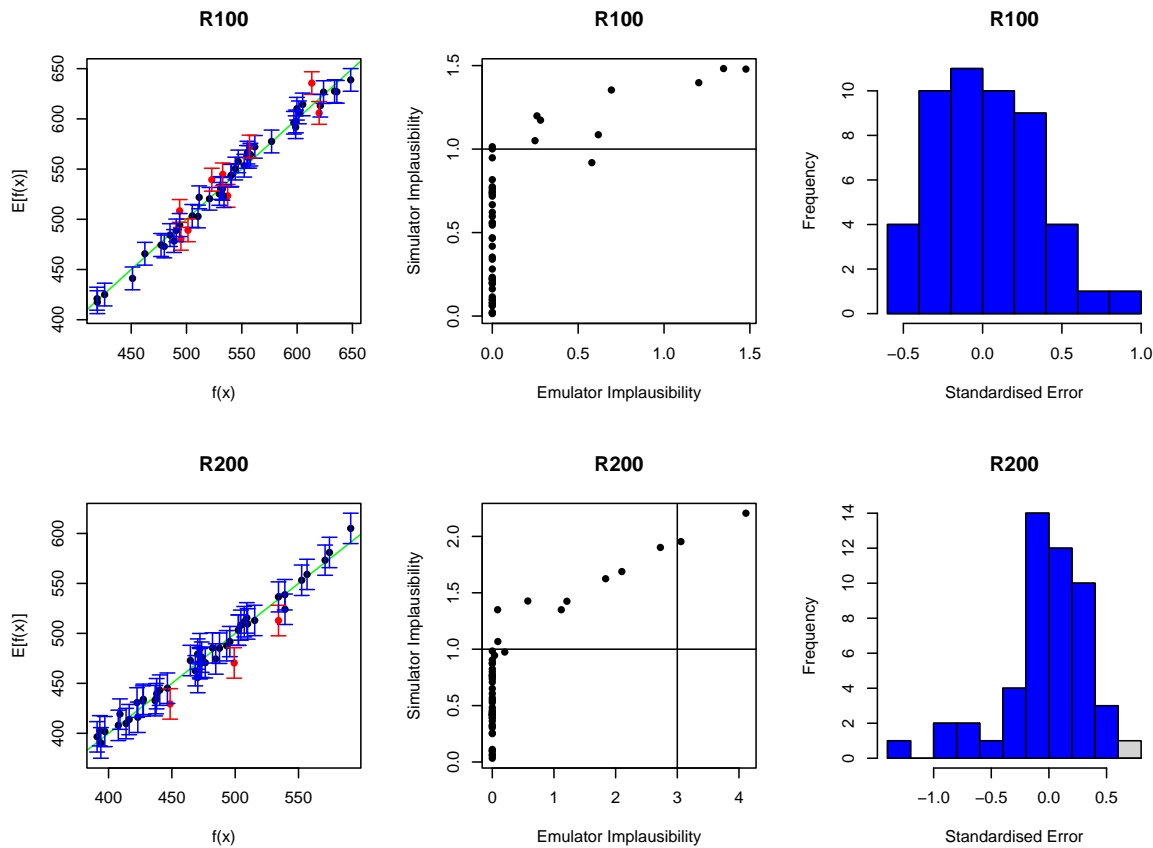 R100
E[f(x)]
650
600
550
500
450
400
450 500 550 600 650
f(x)
R100
Simulator Implausibility
1.5
1.0
0.5
0.0
0.0 0.5 1.0 1.5
Emulator Implausibility
R100
Frequency
10
8
6
4
2
0
−0.5 0.0 0.5 1.0
Standardised Error
R200
E[f(x)]
600
550
500
450
400
400 450 500 550
f(x)
R200
Simulator Implausibility
2.0
1.5
1.0
0.5
0.0
0 1 2 3 4
Emulator Implausibility
R200
Frequency
14
12
10
8
6
4
2
0
−1.0 −0.5 0.0 0.5
Standardised Error